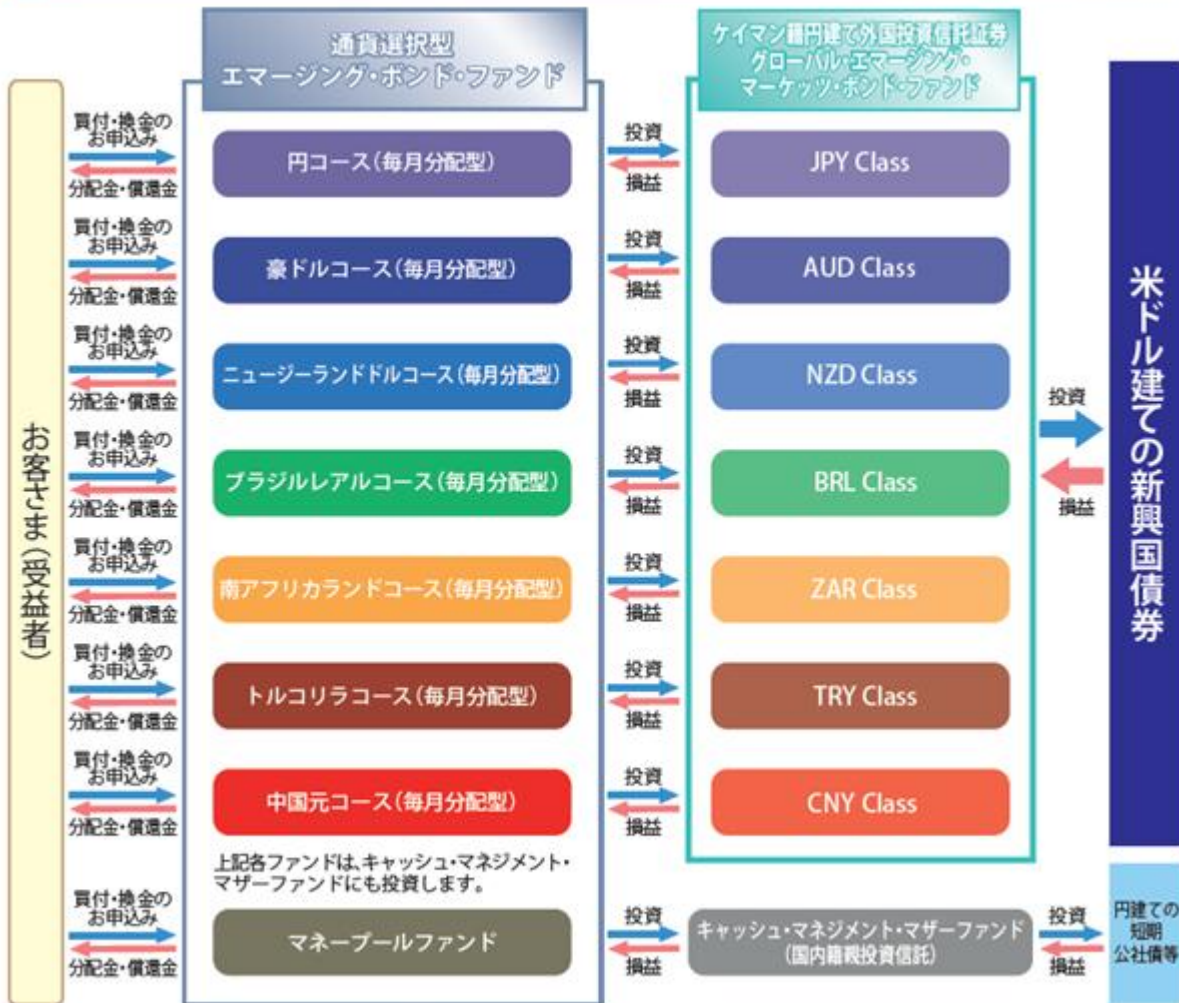 通貨選択型
エマージング・ボンド・ファンド
ケイマン籍円建て外国投資信託証券
グローバル・エマージング・
マーケッツ・ボンド・ファンド
お客さま(受益者)
買付・換金の
お申込み
分配金・償還金
円コース(毎月分配型)
投資
損益
JPY Class
買付・換金の
お申込み
分配金・償還金
豪ドルコース(毎月分配型)
投資
損益
AUD Class
買付・換金の
お申込み
分配金・償還金
ニュージーランドドルコース(毎月分配型)
投資
損益
NZD Class
買付・換金の
お申込み
分配金・償還金
ブラジルレアルコース(毎月分配型)
投資
損益
BRL Class
投資
損益
米ドル建ての新興国債券
買付・換金の
お申込み
分配金・償還金
南アフリカランドコース(毎月分配型)
投資
損益
ZAR Class
買付・換金の
お申込み
分配金・償還金
トルコリラコース(毎月分配型)
投資
損益
TRY Class
買付・換金の
お申込み
分配金・償還金
中国元コース(毎月分配型)
投資
損益
CNY Class
上記各ファンドは、キャッシュ・マネジメント・
マザーファンドにも投資します。
買付・換金の
お申込み
分配金・償還金
マネープールファンド
投資
損益
キャッシュ・マネジメント・マザーファンド
(国内籍親投資信託)
投資
損益
円建ての
短期
公社債等